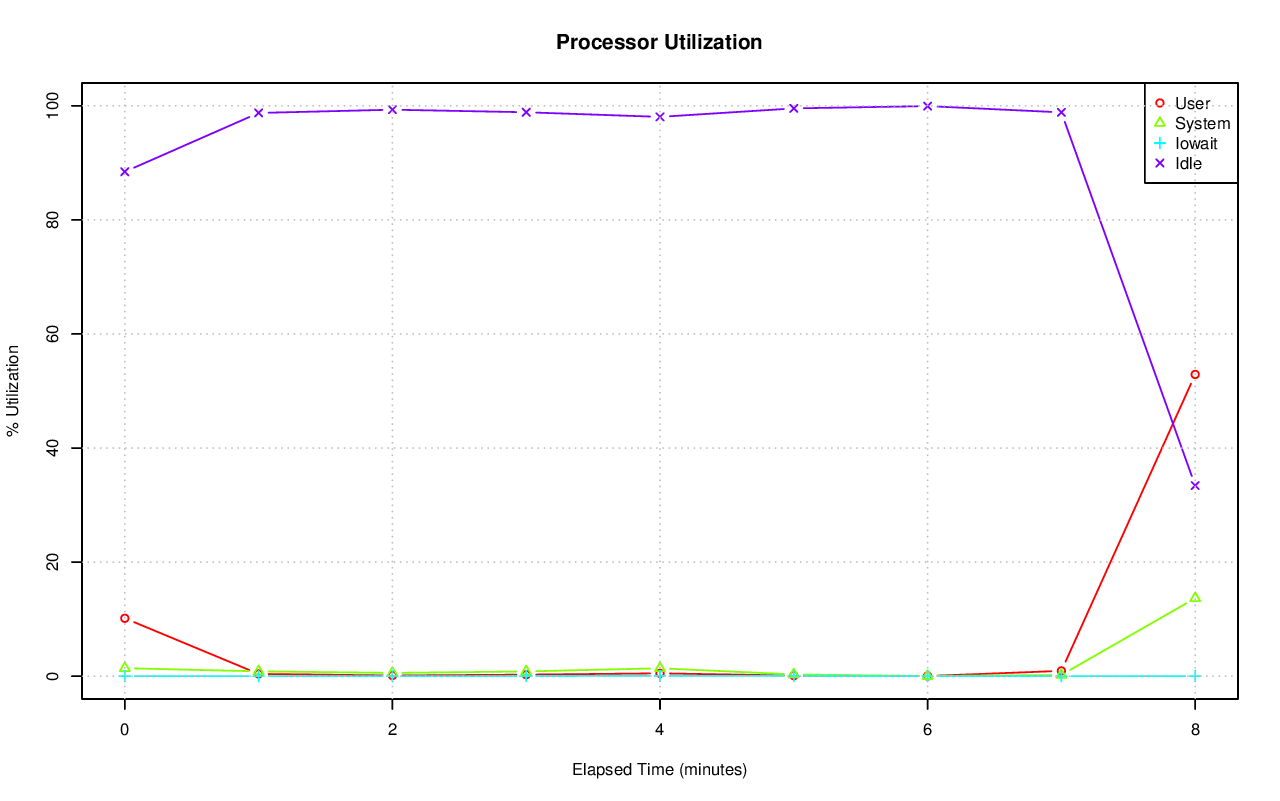 Processor Utilization
User
System
Iowait
Idle
100
80
60
40
20
0
% Utilization
0 2 4 6 8
Elapsed Time (minutes)